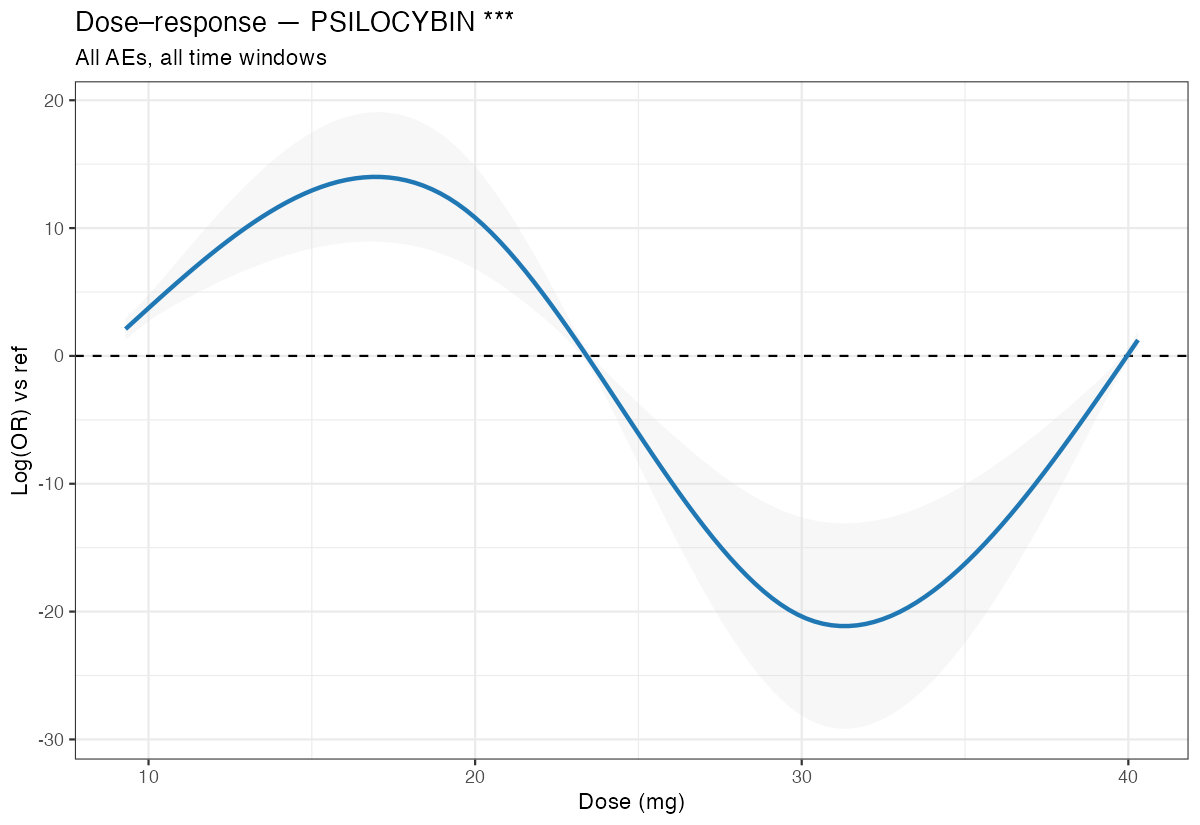 Dose–response — PSILOCYBIN ***
All AEs, all time windows
Log(OR) vs ref
20
10
0
-10
-20
-30
10 20 30 40
Dose (mg)